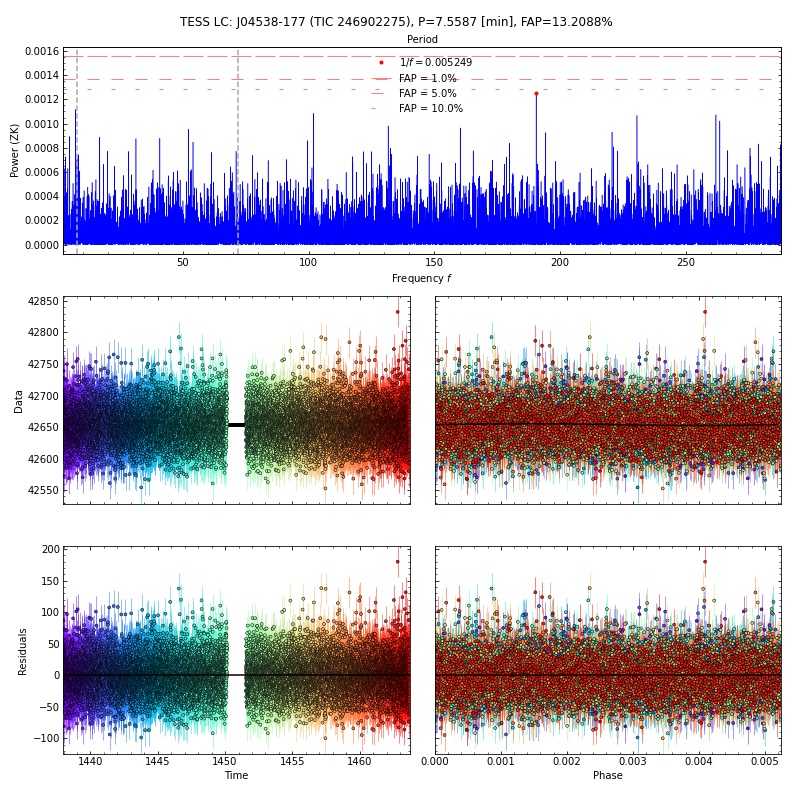 TESS LC: J04538-177 (TIC 246902275), P=7.5587 [min], FAP=13.2088%
Period
0.0016
0.0014
0.0012
0.0010
0.0008
0.0006
0.0004
0.0002
0.0000
Power (ZK)
1/f = 0.005249
FAP = 1.0%
FAP = 5.0%
FAP = 10.0%
50 100 150 200 250
Frequency f
42850
42800
42750
42700
42650
42600
42550
Data
200
150
100
50
0
−50
−100
Residuals
1440 1445 1450 1455 1460
Time
0.000 0.001 0.002 0.003 0.004 0.005
Phase